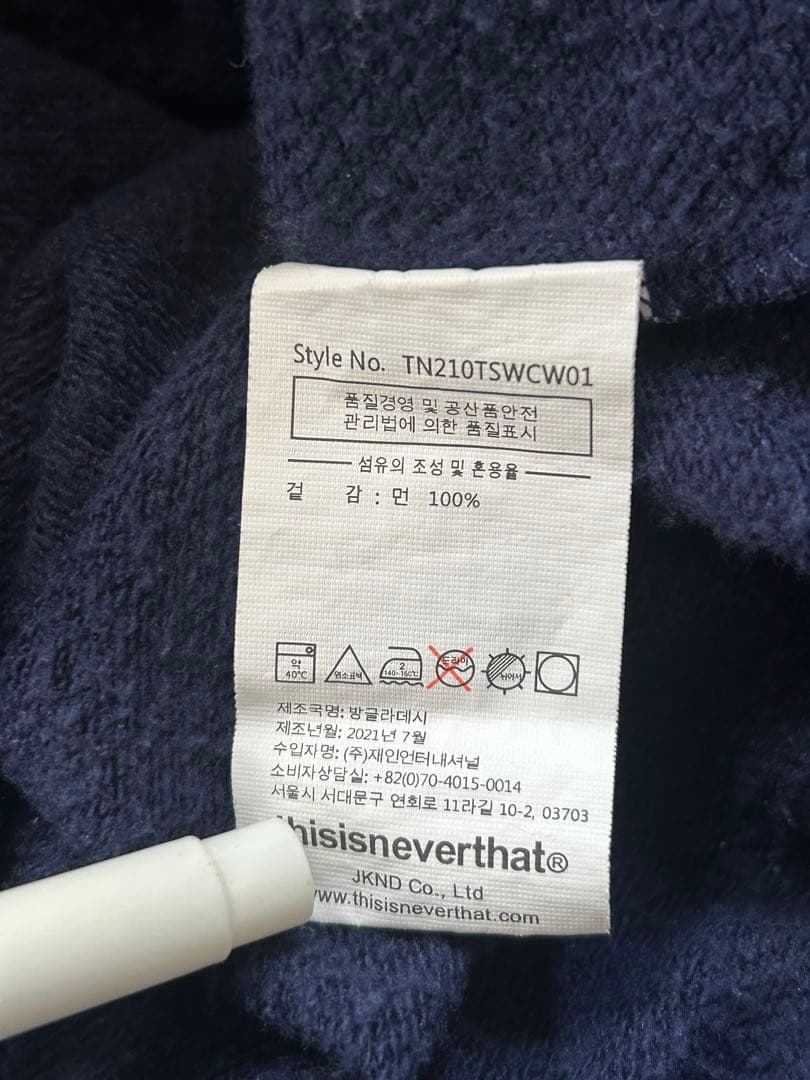 Style No. TN210TSWCW01
품질경영 및 공산품안전
관리법에 의한 품질표시
섬유의 조성 및 혼용율
겉 감 : 먼 100%
약 40℃
염소표백
2 140~160℃
드라이
뉘어서
제조국명: 방글라데시
제조년월: 2021년 7월
수입자명: (주)재인언터내셔널
소비자상담실: +82(0)70-4015-0014
서울시 서대문구 연희로 11라길 10-2, 03703
thisisneverthat®
JKND Co., Ltd
www.thisisneverthat.com